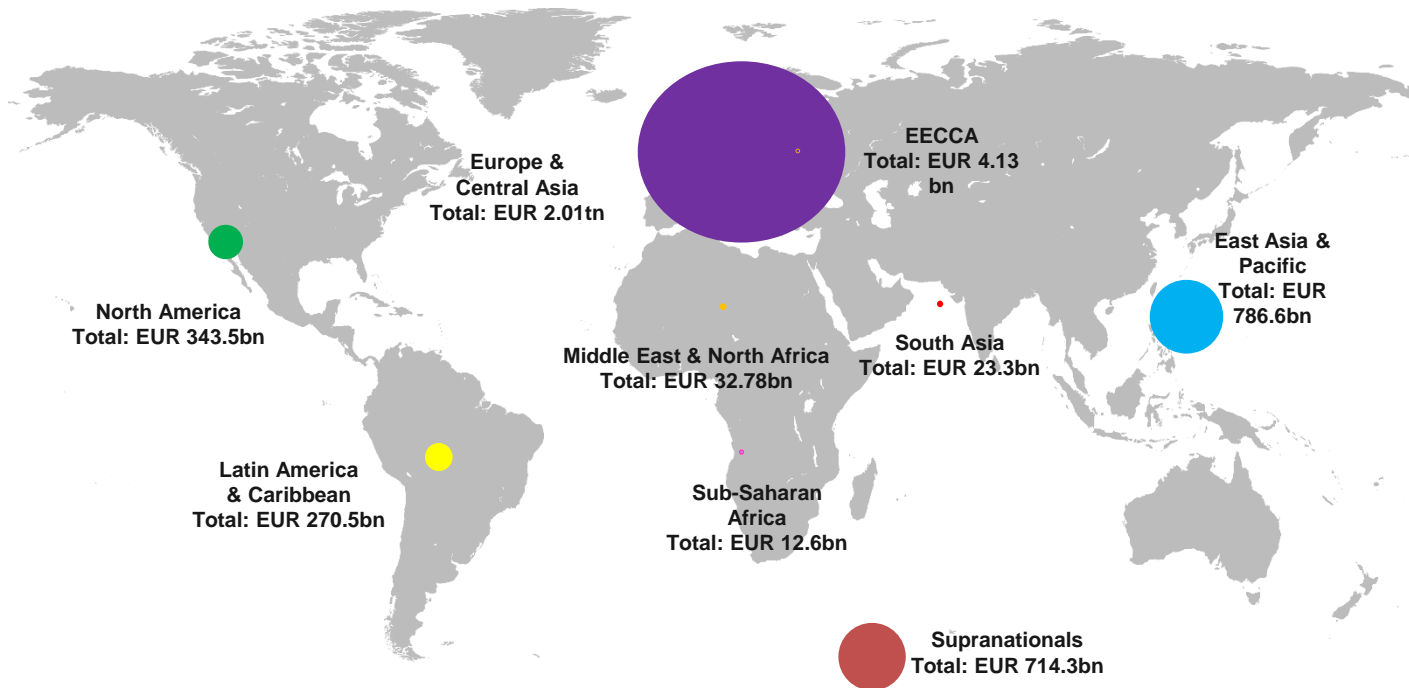 EECCA
Total: EUR 4.13
bn
Europe &
Central Asia
Total: EUR 2.01tn
East Asia &
Pacific
Total: EUR
786.6bn
North America
Total: EUR 343.5bn
Middle East & North Africa
Total: EUR 32.78bn
South Asia
Total: EUR 23.3bn
Latin America
& Caribbean
Total: EUR 270.5bn
Sub-Saharan
Africa
Total: EUR 12.6bn
Supranationals
Total: EUR 714.3bn